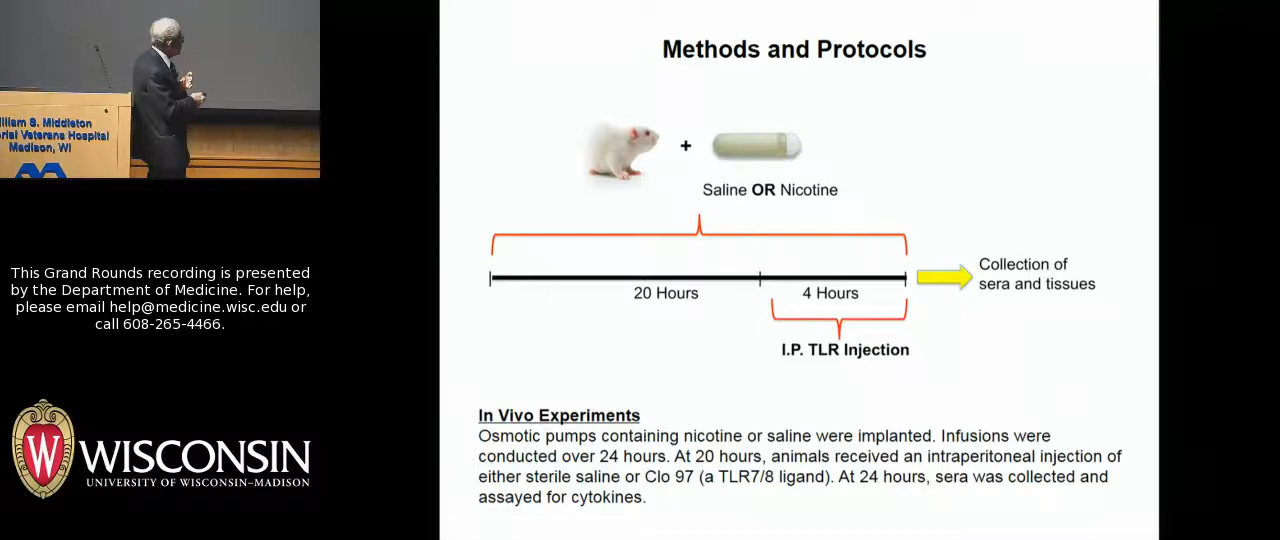 lliam S. Middleton
rial Veterans Hospital
Madison, WI
This Grand Rounds recording is presented
by the Department of Medicine. For help,
please email help@medicine.wisc.edu or
call 608-265-4466.
W
WISCONSIN
UNIVERSITY OF WISCONSIN–MADISON
Methods and Protocols
+
Saline OR Nicotine
20 Hours
4 Hours
Collection of
sera and tissues
I.P. TLR Injection
In Vivo Experiments
Osmotic pumps containing nicotine or saline were implanted. Infusions were
conducted over 24 hours. At 20 hours, animals received an intraperitoneal injection of
either sterile saline or Clo 97 (a TLR7/8 ligand). At 24 hours, sera was collected and
assayed for cytokines.